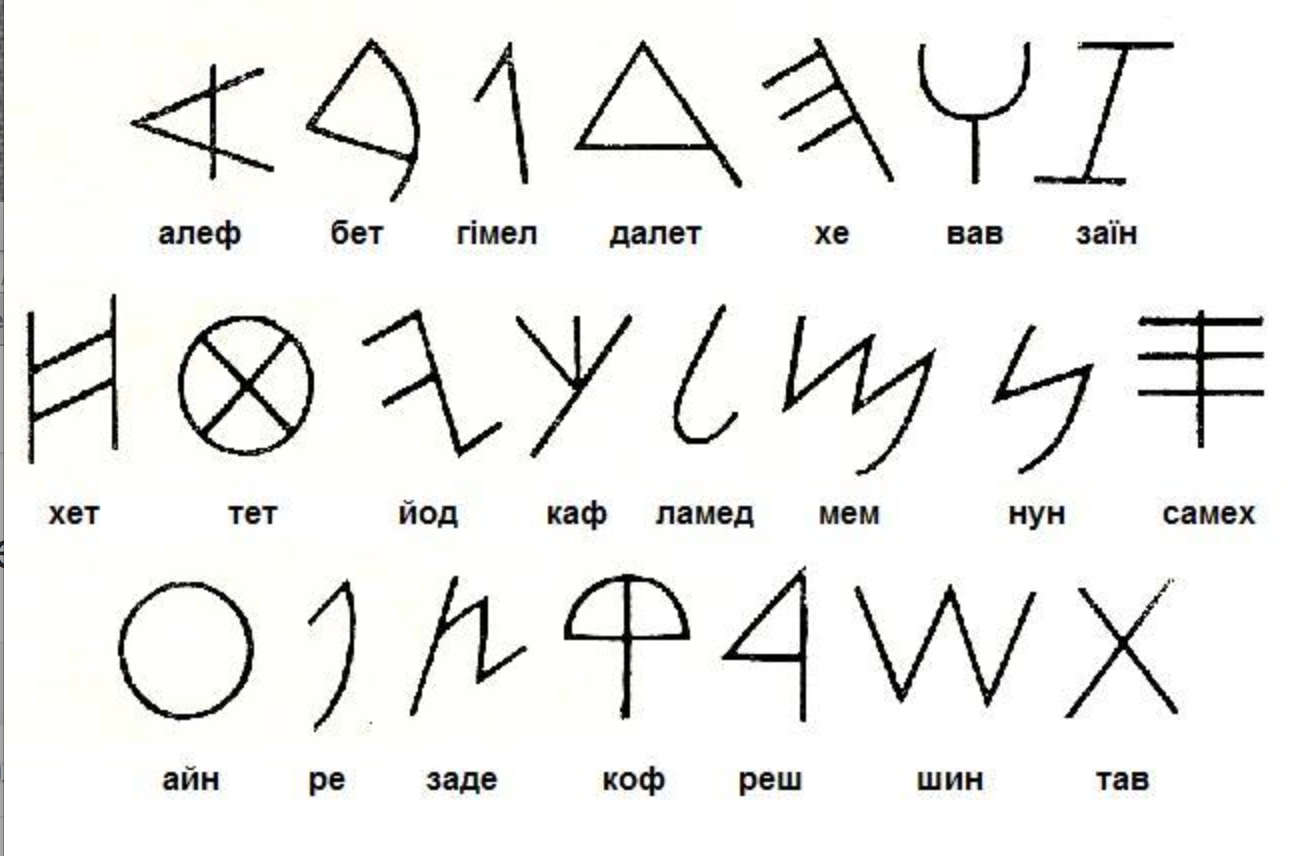 𐤀 𐤁 𐤂 𐤃 𐤄 𐤅 𐤆
алеф бет гімел далет хе вав заїн
𐤇 𐤈 𐤉 𐤊 𐤋 𐤌 𐤍 𐤎
хет тет йод каф ламед мем нун самех
𐤏 𐤐 𐤑 𐤒 𐤓 𐤔 𐤕
айн ре заде коф реш шин тав